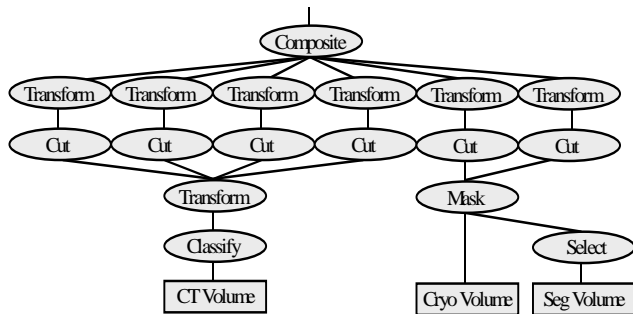 Composite
Transform Transform Transform Transform Transform Transform
Cut Cut Cut Cut Cut Cut
Transform Mask
Classify Select
CT Volume Cryo Volume Seg Volume